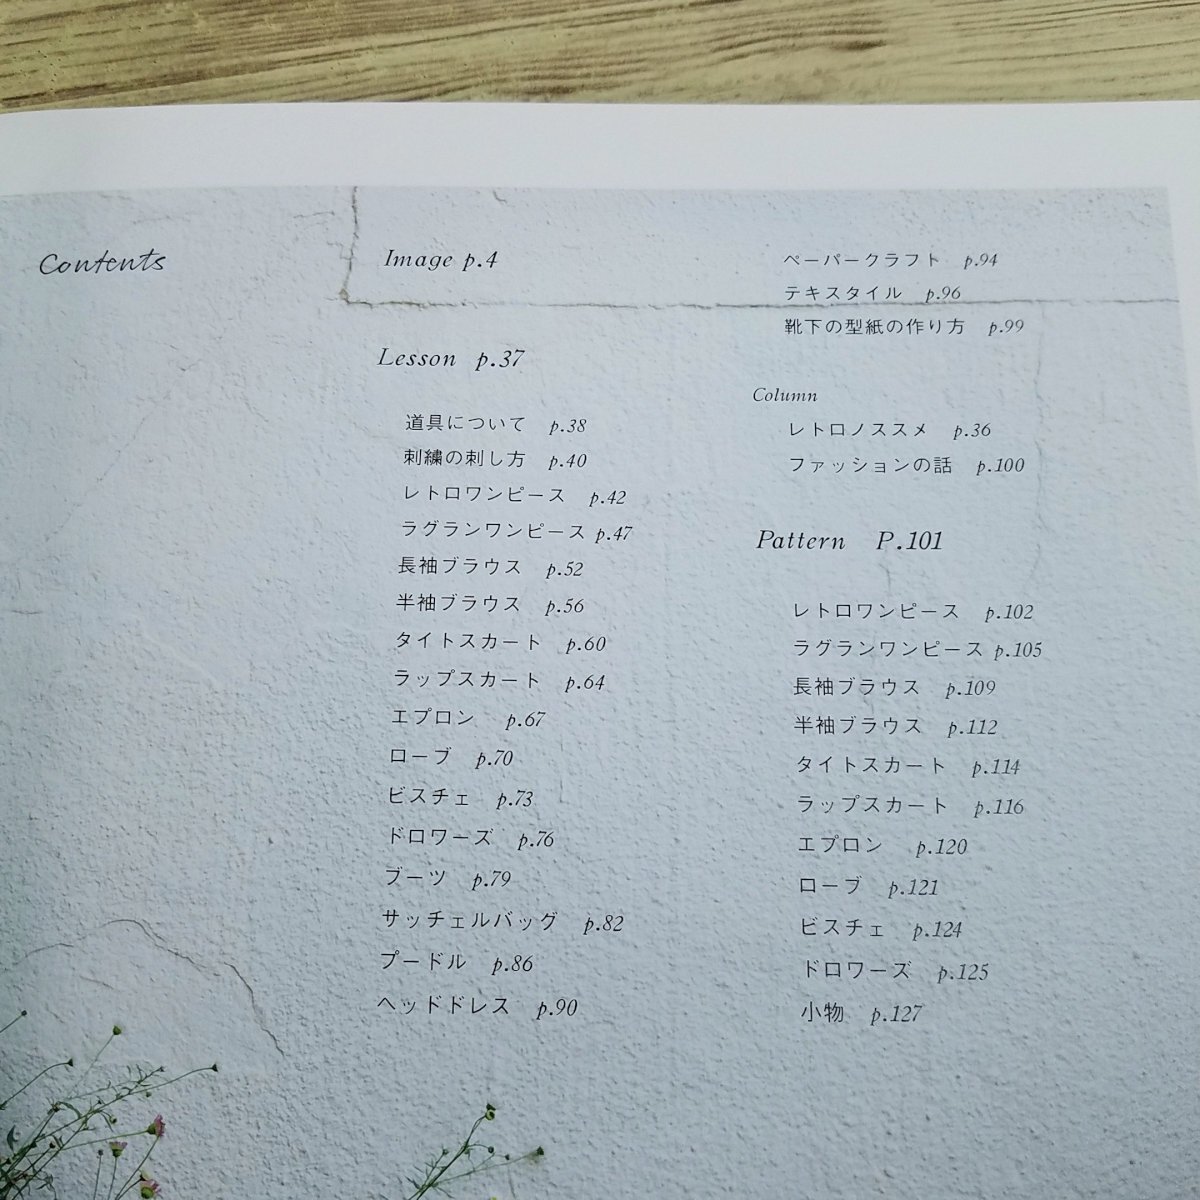 Contents
Image p.4
Lesson p.37
道具について p.38
刺繍の刺し方 p.40
レトロワンピース p.42
ラグランワンピース p.47
長袖ブラウス p.52
半袖ブラウス p.56
タイトスカート p.60
ラップスカート p.64
エプロン p.67
ローブ p.70
ビスチェ p.73
ドロワーズ p.76
ブーツ p.79
サッチェルバッグ p.82
プードル p.86
ヘッドドレス p.90
ペーパークラフト p.94
テキスタイル p.96
靴下の型紙の作り方 p.99
Column
レトロノススメ p.36
ファッションの話 p.100
Pattern P.101
レトロワンピース p.102
ラグランワンピース p.105
長袖ブラウス p.109
半袖ブラウス p.112
タイトスカート p.114
ラップスカート p.116
エプロン p.120
ローブ p.121
ビスチェ p.124
ドロワーズ p.125
小物 p.127